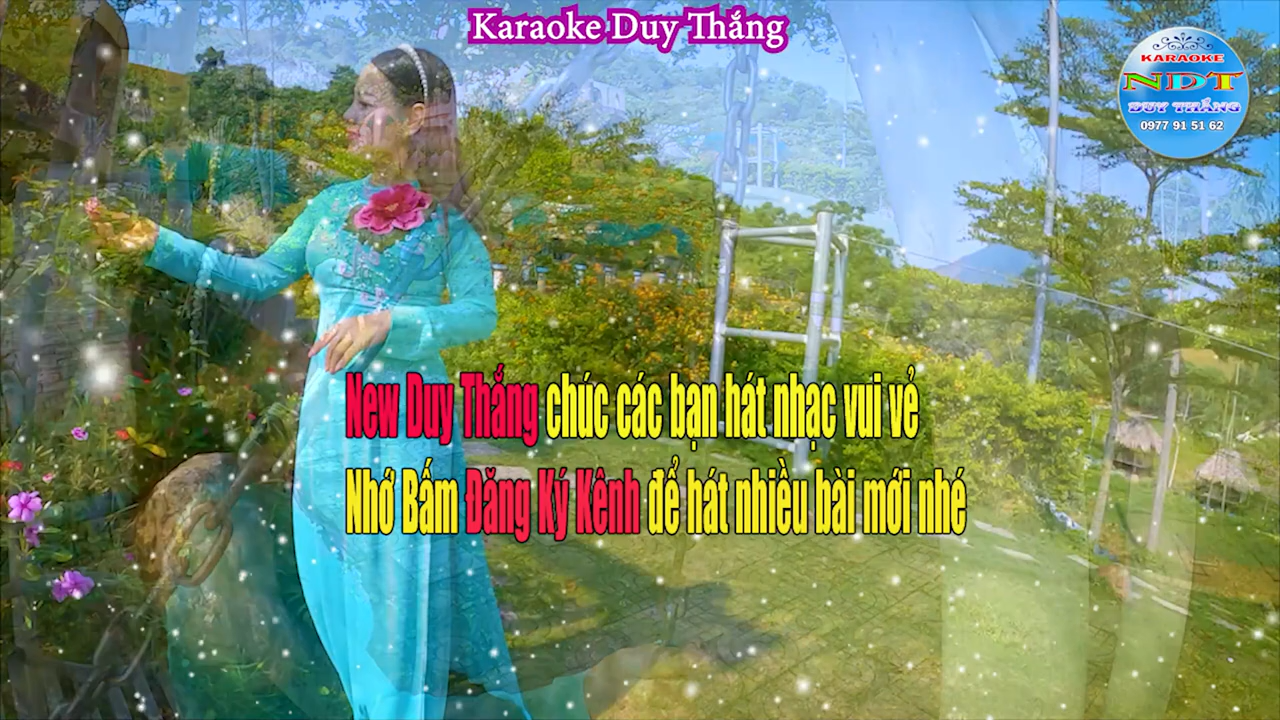 Karaoke Duy Thắng
KARAOKE
NDT
DUY THẮNG
0977 91 51 62
New Duy Thắng chúc các bạn hát nhạc vui vẻ
Nhớ Bấm Đăng Ký Kênh để hát nhiều bài mới nhé